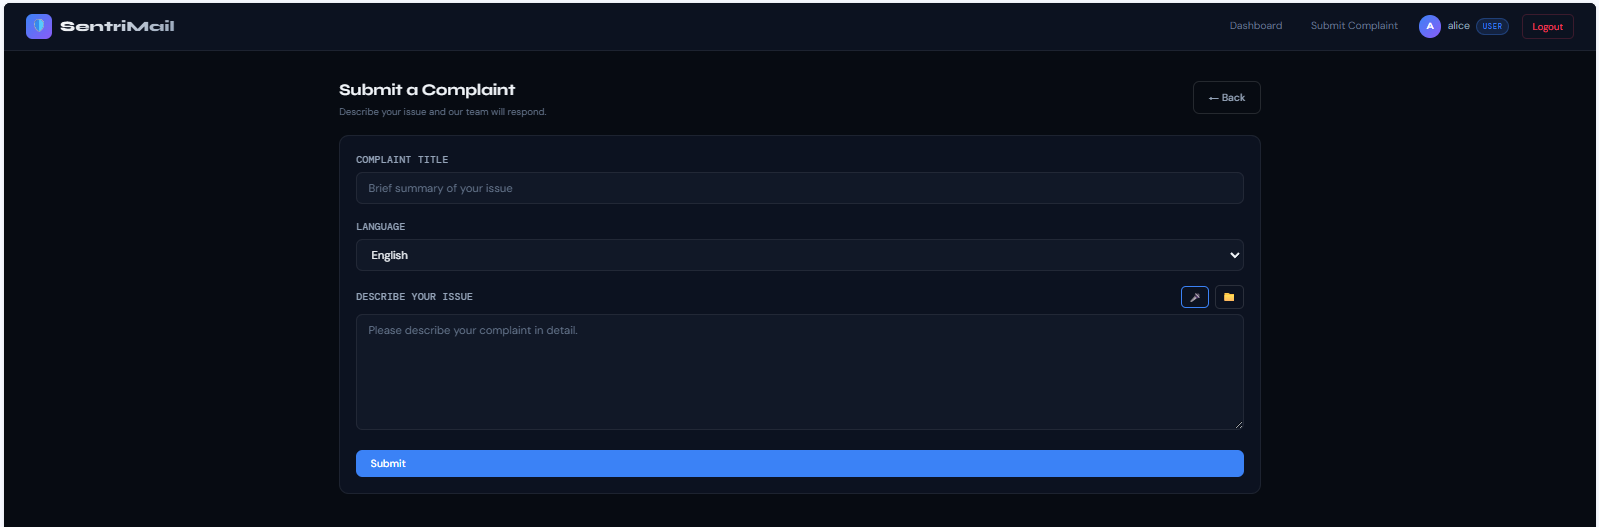 SentriMail
Dashboard
Submit Complaint
A
alice
USER
Logout
Submit a Complaint
Describe your issue and our team will respond.
← Back
COMPLAINT TITLE
Brief summary of your issue
LANGUAGE
English
DESCRIBE YOUR ISSUE
Please describe your complaint in detail.
Submit